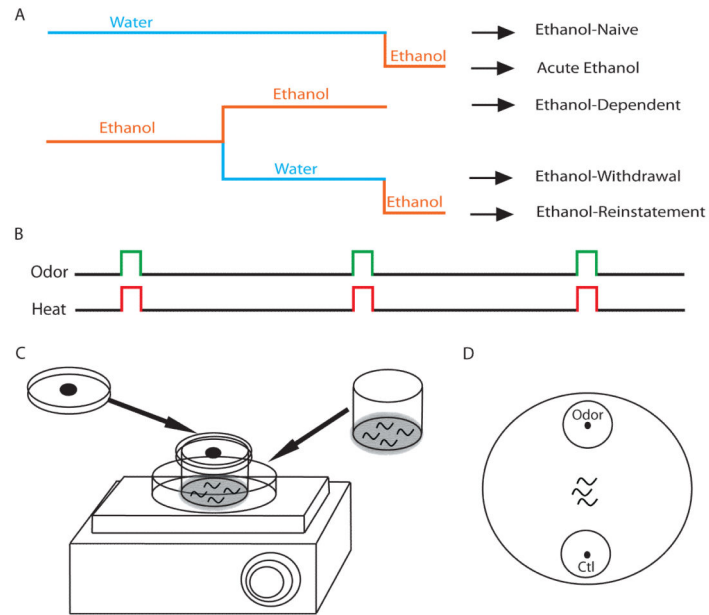 A
Water
Ethanol
Ethanol-Naive
Acute Ethanol
Ethanol
Ethanol-Dependent
Ethanol
Water
Ethanol-Withdrawal
Ethanol
Ethanol-Reinstatement
B
Odor
Heat
C
D
Odor
Ctl